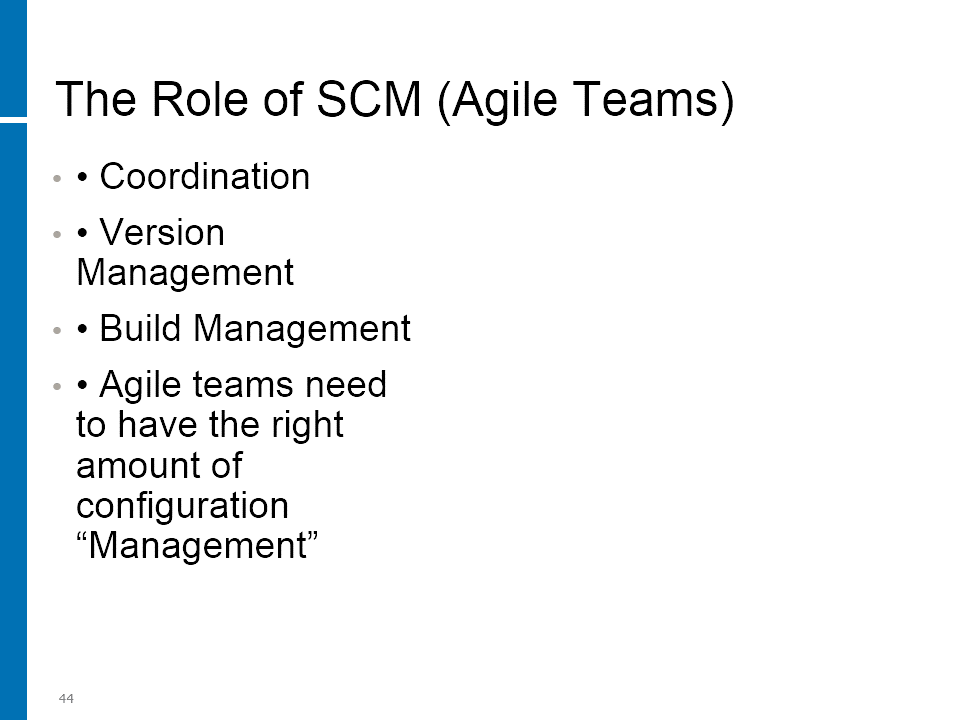 The Role of SCM (Agile Teams)
• • Coordination
• • Version
Management
• • Build Management
• • Agile teams need
to have the right
amount of
configuration
“Management”
44